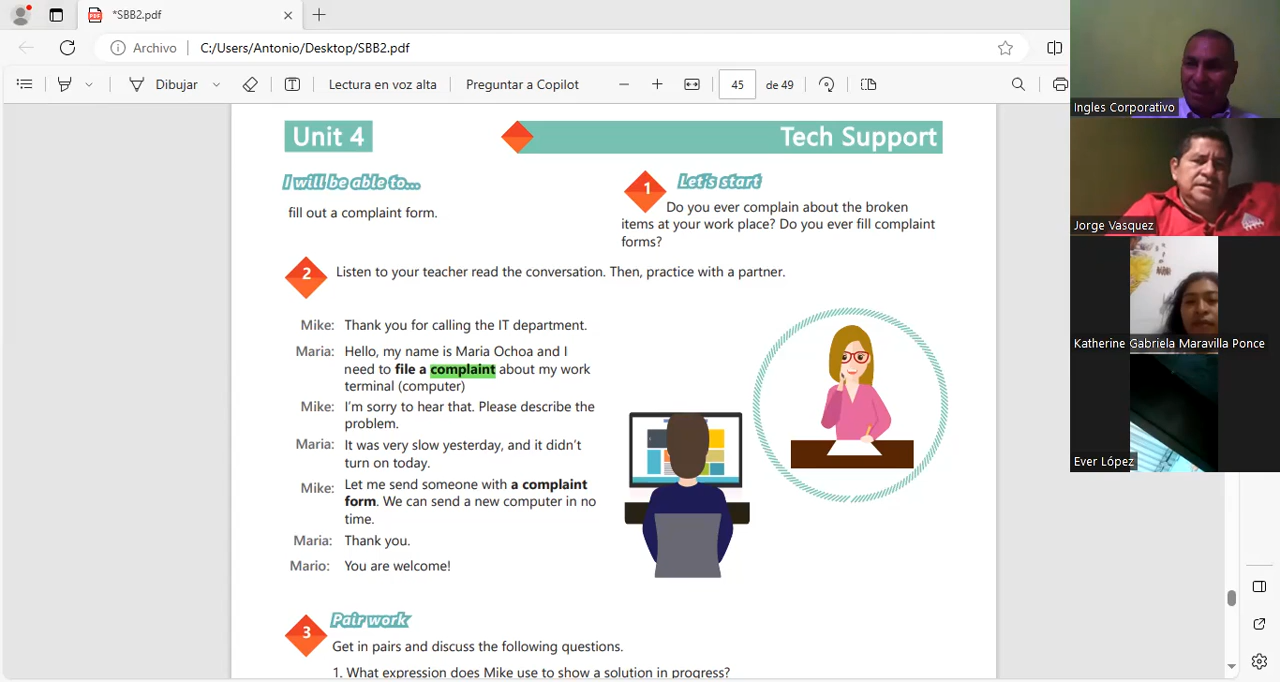 *SBB2.pdf
Archivo
C:/Users/Antonio/Desktop/SBB2.pdf
Dibujar
Lectura en voz alta
Preguntar a Copilot
45
de 49
Unit 4
Tech Support
I will be able to...
fill out a complaint form.
1
Let's start
Do you ever complain about the broken
items at your work place? Do you ever fill complaint
forms?
2
Listen to your teacher read the conversation. Then, practice with a partner.
Mike: Thank you for calling the IT department.
Maria: Hello, my name is Maria Ochoa and I
need to file a complaint about my work
terminal (computer)
Mike: I'm sorry to hear that. Please describe the
problem.
Maria: It was very slow yesterday, and it didn't
turn on today.
Mike: Let me send someone with a complaint
form. We can send a new computer in no
time.
Maria: Thank you.
Mario: You are welcome!
3
Pair work
Get in pairs and discuss the following questions.
1. What expression does Mike use to show a solution in progress?
Ingles Corporativo
Jorge Vasquez
Katherine Gabriela Maravilla Ponce
Ever López